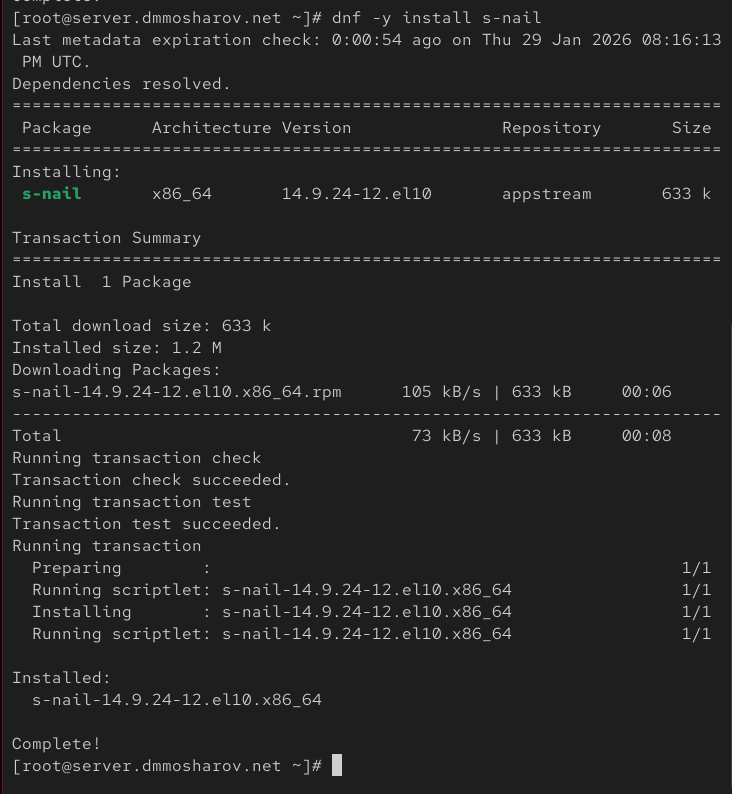 [root@server.dmmosharov.net ~]# dnf -y install s-nail
Last metadata expiration check: 0:00:54 ago on Thu 29 Jan 2026 08:16:13
 PM UTC.
Dependencies resolved.
=======================================================================
 Package      Architecture Version               Repository       Size
=======================================================================
Installing:
 s-nail       x86_64       14.9.24-12.el10       appstream       633 k

Transaction Summary
=======================================================================
Install  1 Package

Total download size: 633 k
Installed size: 1.2 M
Downloading Packages:
s-nail-14.9.24-12.el10.x86_64.rpm      105 kB/s | 633 kB     00:06
-----------------------------------------------------------------------
Total                                   73 kB/s | 633 kB     00:08
Running transaction check
Transaction check succeeded.
Running transaction test
Transaction test succeeded.
Running transaction
  Preparing        :                                               1/1
  Running scriptlet: s-nail-14.9.24-12.el10.x86_64                 1/1
  Installing       : s-nail-14.9.24-12.el10.x86_64                 1/1
  Running scriptlet: s-nail-14.9.24-12.el10.x86_64                 1/1

Installed:
  s-nail-14.9.24-12.el10.x86_64

Complete!
[root@server.dmmosharov.net ~]#